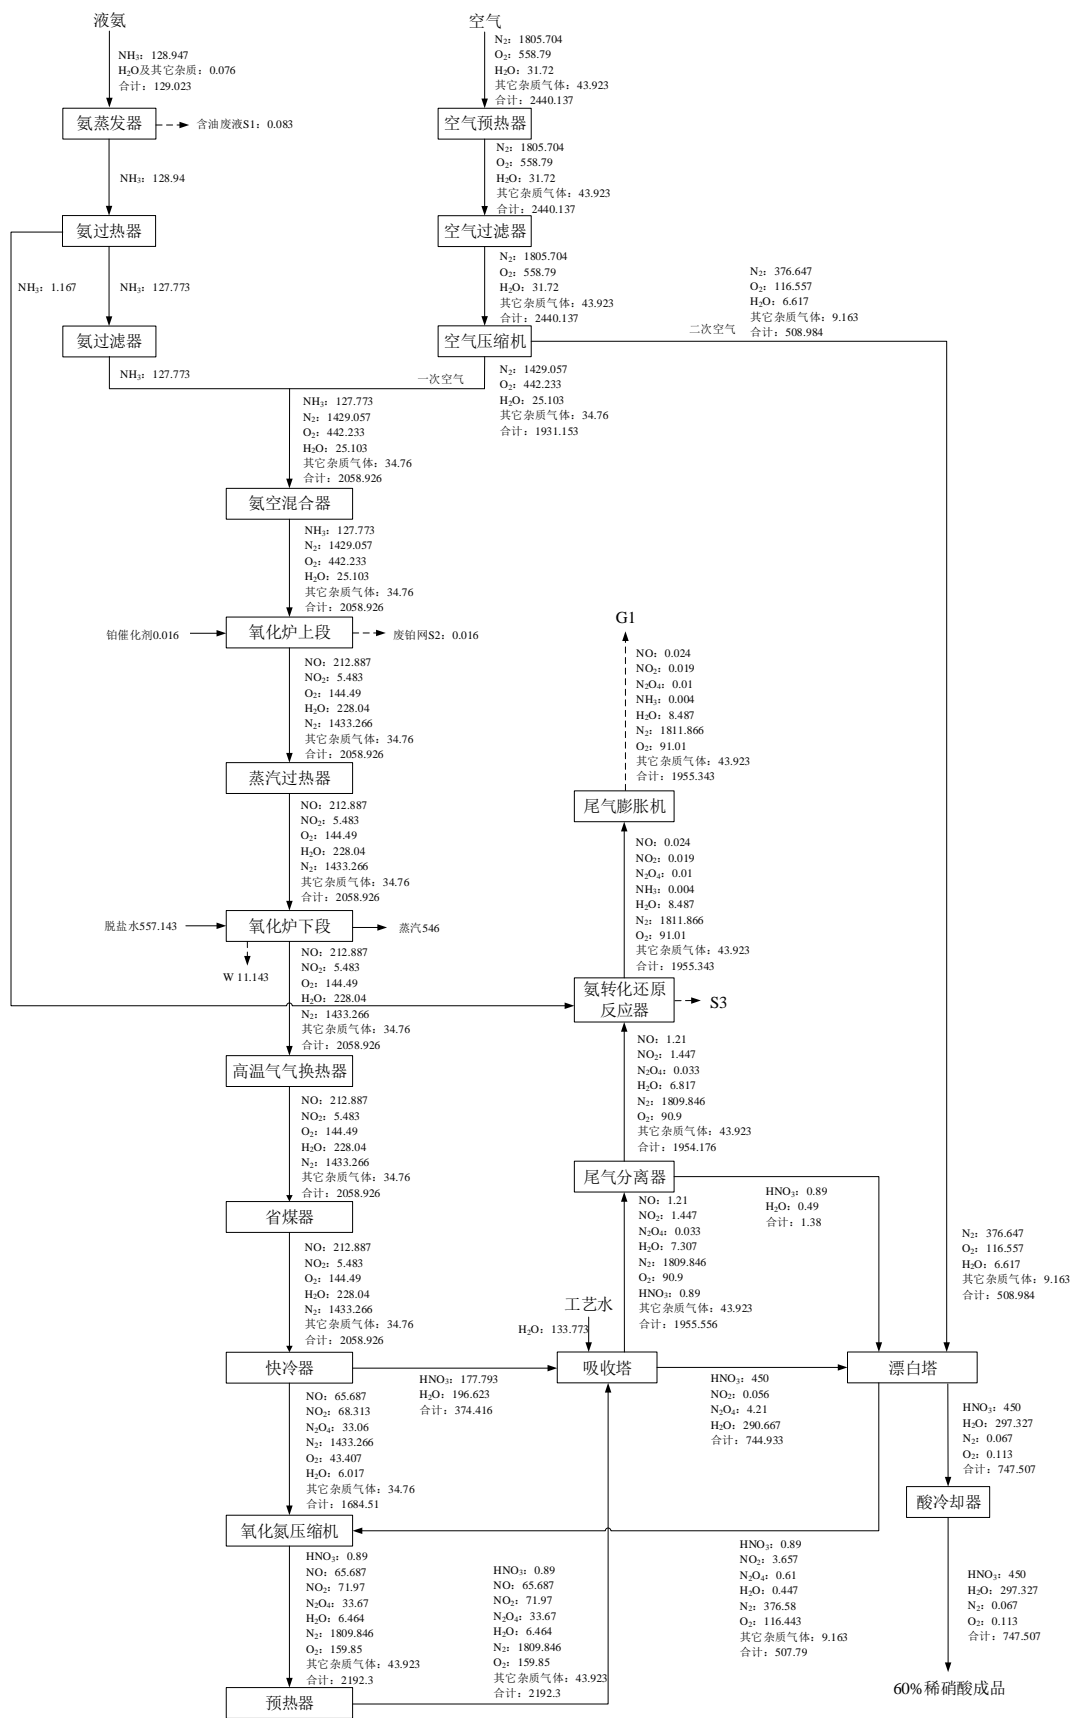 液氨
NH₃：128.947
H₂O及其它杂质：0.076
合计：129.023
氨蒸发器
含油废液S1：0.083
NH₃：128.94
氨过热器
NH₃：1.167
NH₃：127.773
氨过滤器
NH₃：127.773
空气
N₂：1805.704
O₂：558.79
H₂O：31.72
其它杂质气体：43.923
合计：2440.137
空气预热器
N₂：1805.704
O₂：558.79
H₂O：31.72
其它杂质气体：43.923
合计：2440.137
空气过滤器
N₂：1805.704
O₂：558.79
H₂O：31.72
其它杂质气体：43.923
合计：2440.137
空气压缩机
二次空气
N₂：376.647
O₂：116.557
H₂O：6.617
其它杂质气体：9.163
合计：508.984
一次空气
N₂：1429.057
O₂：442.233
H₂O：25.103
其它杂质气体：34.76
合计：1931.153
NH₃：127.773
N₂：1429.057
O₂：442.233
H₂O：25.103
其它杂质气体：34.76
合计：2058.926
氨空混合器
NH₃：127.773
N₂：1429.057
O₂：442.233
H₂O：25.103
其它杂质气体：34.76
合计：2058.926
铂催化剂0.016
氧化炉上段
废铂网S2：0.016
NO：212.887
NO₂：5.483
O₂：144.49
H₂O：228.04
N₂：1433.266
其它杂质气体：34.76
合计：2058.926
蒸汽过热器
NO：212.887
NO₂：5.483
O₂：144.49
H₂O：228.04
N₂：1433.266
其它杂质气体：34.76
合计：2058.926
脱盐水557.143
氧化炉下段
蒸汽546
W 11.143
NO：212.887
NO₂：5.483
O₂：144.49
H₂O：228.04
N₂：1433.266
其它杂质气体：34.76
合计：2058.926
高温气气换热器
NO：212.887
NO₂：5.483
O₂：144.49
H₂O：228.04
N₂：1433.266
其它杂质气体：34.76
合计：2058.926
省煤器
NO：212.887
NO₂：5.483
O₂：144.49
H₂O：228.04
N₂：1433.266
其它杂质气体：34.76
合计：2058.926
快冷器
HNO₃：177.793
H₂O：196.623
合计：374.416
NO：65.687
NO₂：68.313
N₂O₄：33.06
N₂：1433.266
O₂：43.407
H₂O：6.017
其它杂质气体：34.76
合计：1684.51
氧化氮压缩机
HNO₃：0.89
NO：65.687
NO₂：71.97
N₂O₄：33.67
H₂O：6.464
N₂：1809.846
O₂：159.85
其它杂质气体：43.923
合计：2192.3
预热器
HNO₃：0.89
NO：65.687
NO₂：71.97
N₂O₄：33.67
H₂O：6.464
N₂：1809.846
O₂：159.85
其它杂质气体：43.923
合计：2192.3
G1
NO：0.024
NO₂：0.019
N₂O₄：0.01
NH₃：0.004
H₂O：8.487
N₂：1811.866
O₂：91.01
其它杂质气体：43.923
合计：1955.343
尾气膨胀机
NO：0.024
NO₂：0.019
N₂O₄：0.01
NH₃：0.004
H₂O：8.487
N₂：1811.866
O₂：91.01
其它杂质气体：43.923
合计：1955.343
氨转化还原
反应器
S3
NO：1.21
NO₂：1.447
N₂O₄：0.033
H₂O：6.817
N₂：1809.846
O₂：90.9
其它杂质气体：43.923
合计：1954.176
尾气分离器
HNO₃：0.89
H₂O：0.49
合计：1.38
NO：1.21
NO₂：1.447
N₂O₄：0.033
H₂O：7.307
N₂：1809.846
O₂：90.9
HNO₃：0.89
其它杂质气体：43.923
合计：1955.556
工艺水
H₂O：133.773
吸收塔
HNO₃：450
NO₂：0.056
N₂O₄：4.21
H₂O：290.667
合计：744.933
N₂：376.647
O₂：116.557
H₂O：6.617
其它杂质气体：9.163
合计：508.984
漂白塔
HNO₃：450
H₂O：297.327
N₂：0.067
O₂：0.113
合计：747.507
酸冷却器
HNO₃：0.89
NO₂：3.657
N₂O₄：0.61
H₂O：0.447
N₂：376.58
O₂：116.443
其它杂质气体：9.163
合计：507.79
HNO₃：450
H₂O：297.327
N₂：0.067
O₂：0.113
合计：747.507
60%稀硝酸成品